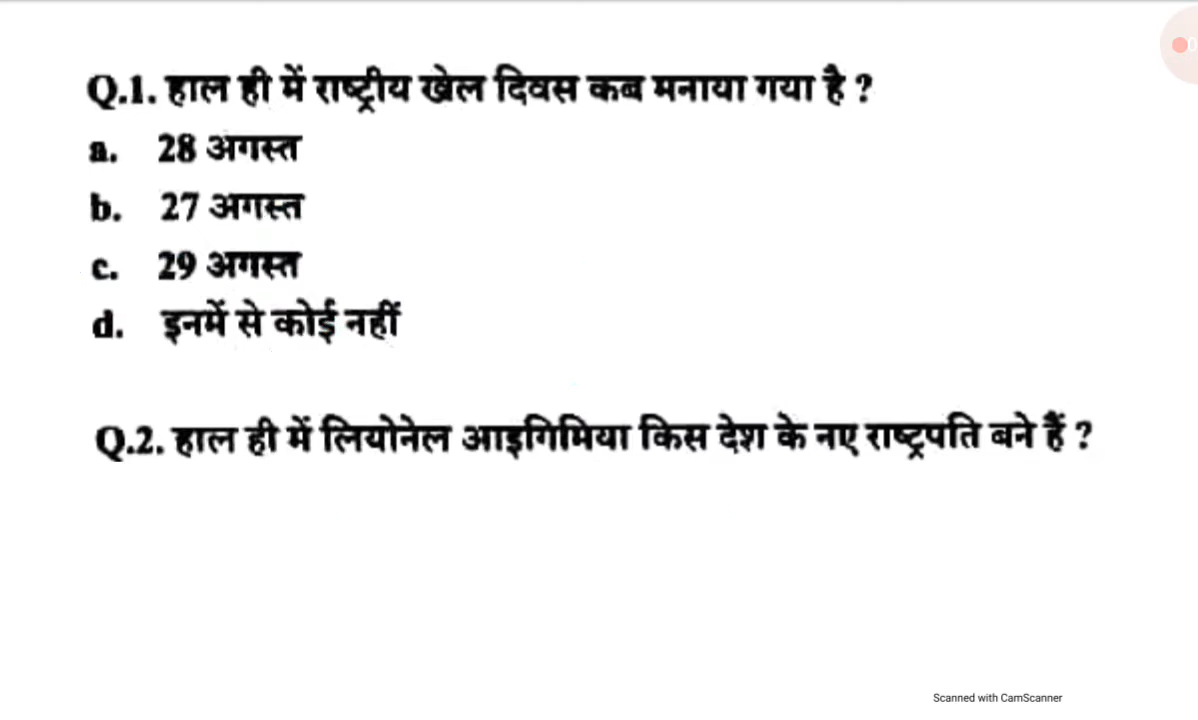 Q.1. हाल ही में राष्ट्रीय खेल दिवस कब मनाया गया है ?
a. 28 अगस्त
b. 27 अगस्त
c. 29 अगस्त
d. इनमें से कोई नहीं
Q.2. हाल ही में लियोनेल आइगिमिया किस देश के नए राष्ट्रपति बने हैं ?
Scanned with CamScanner